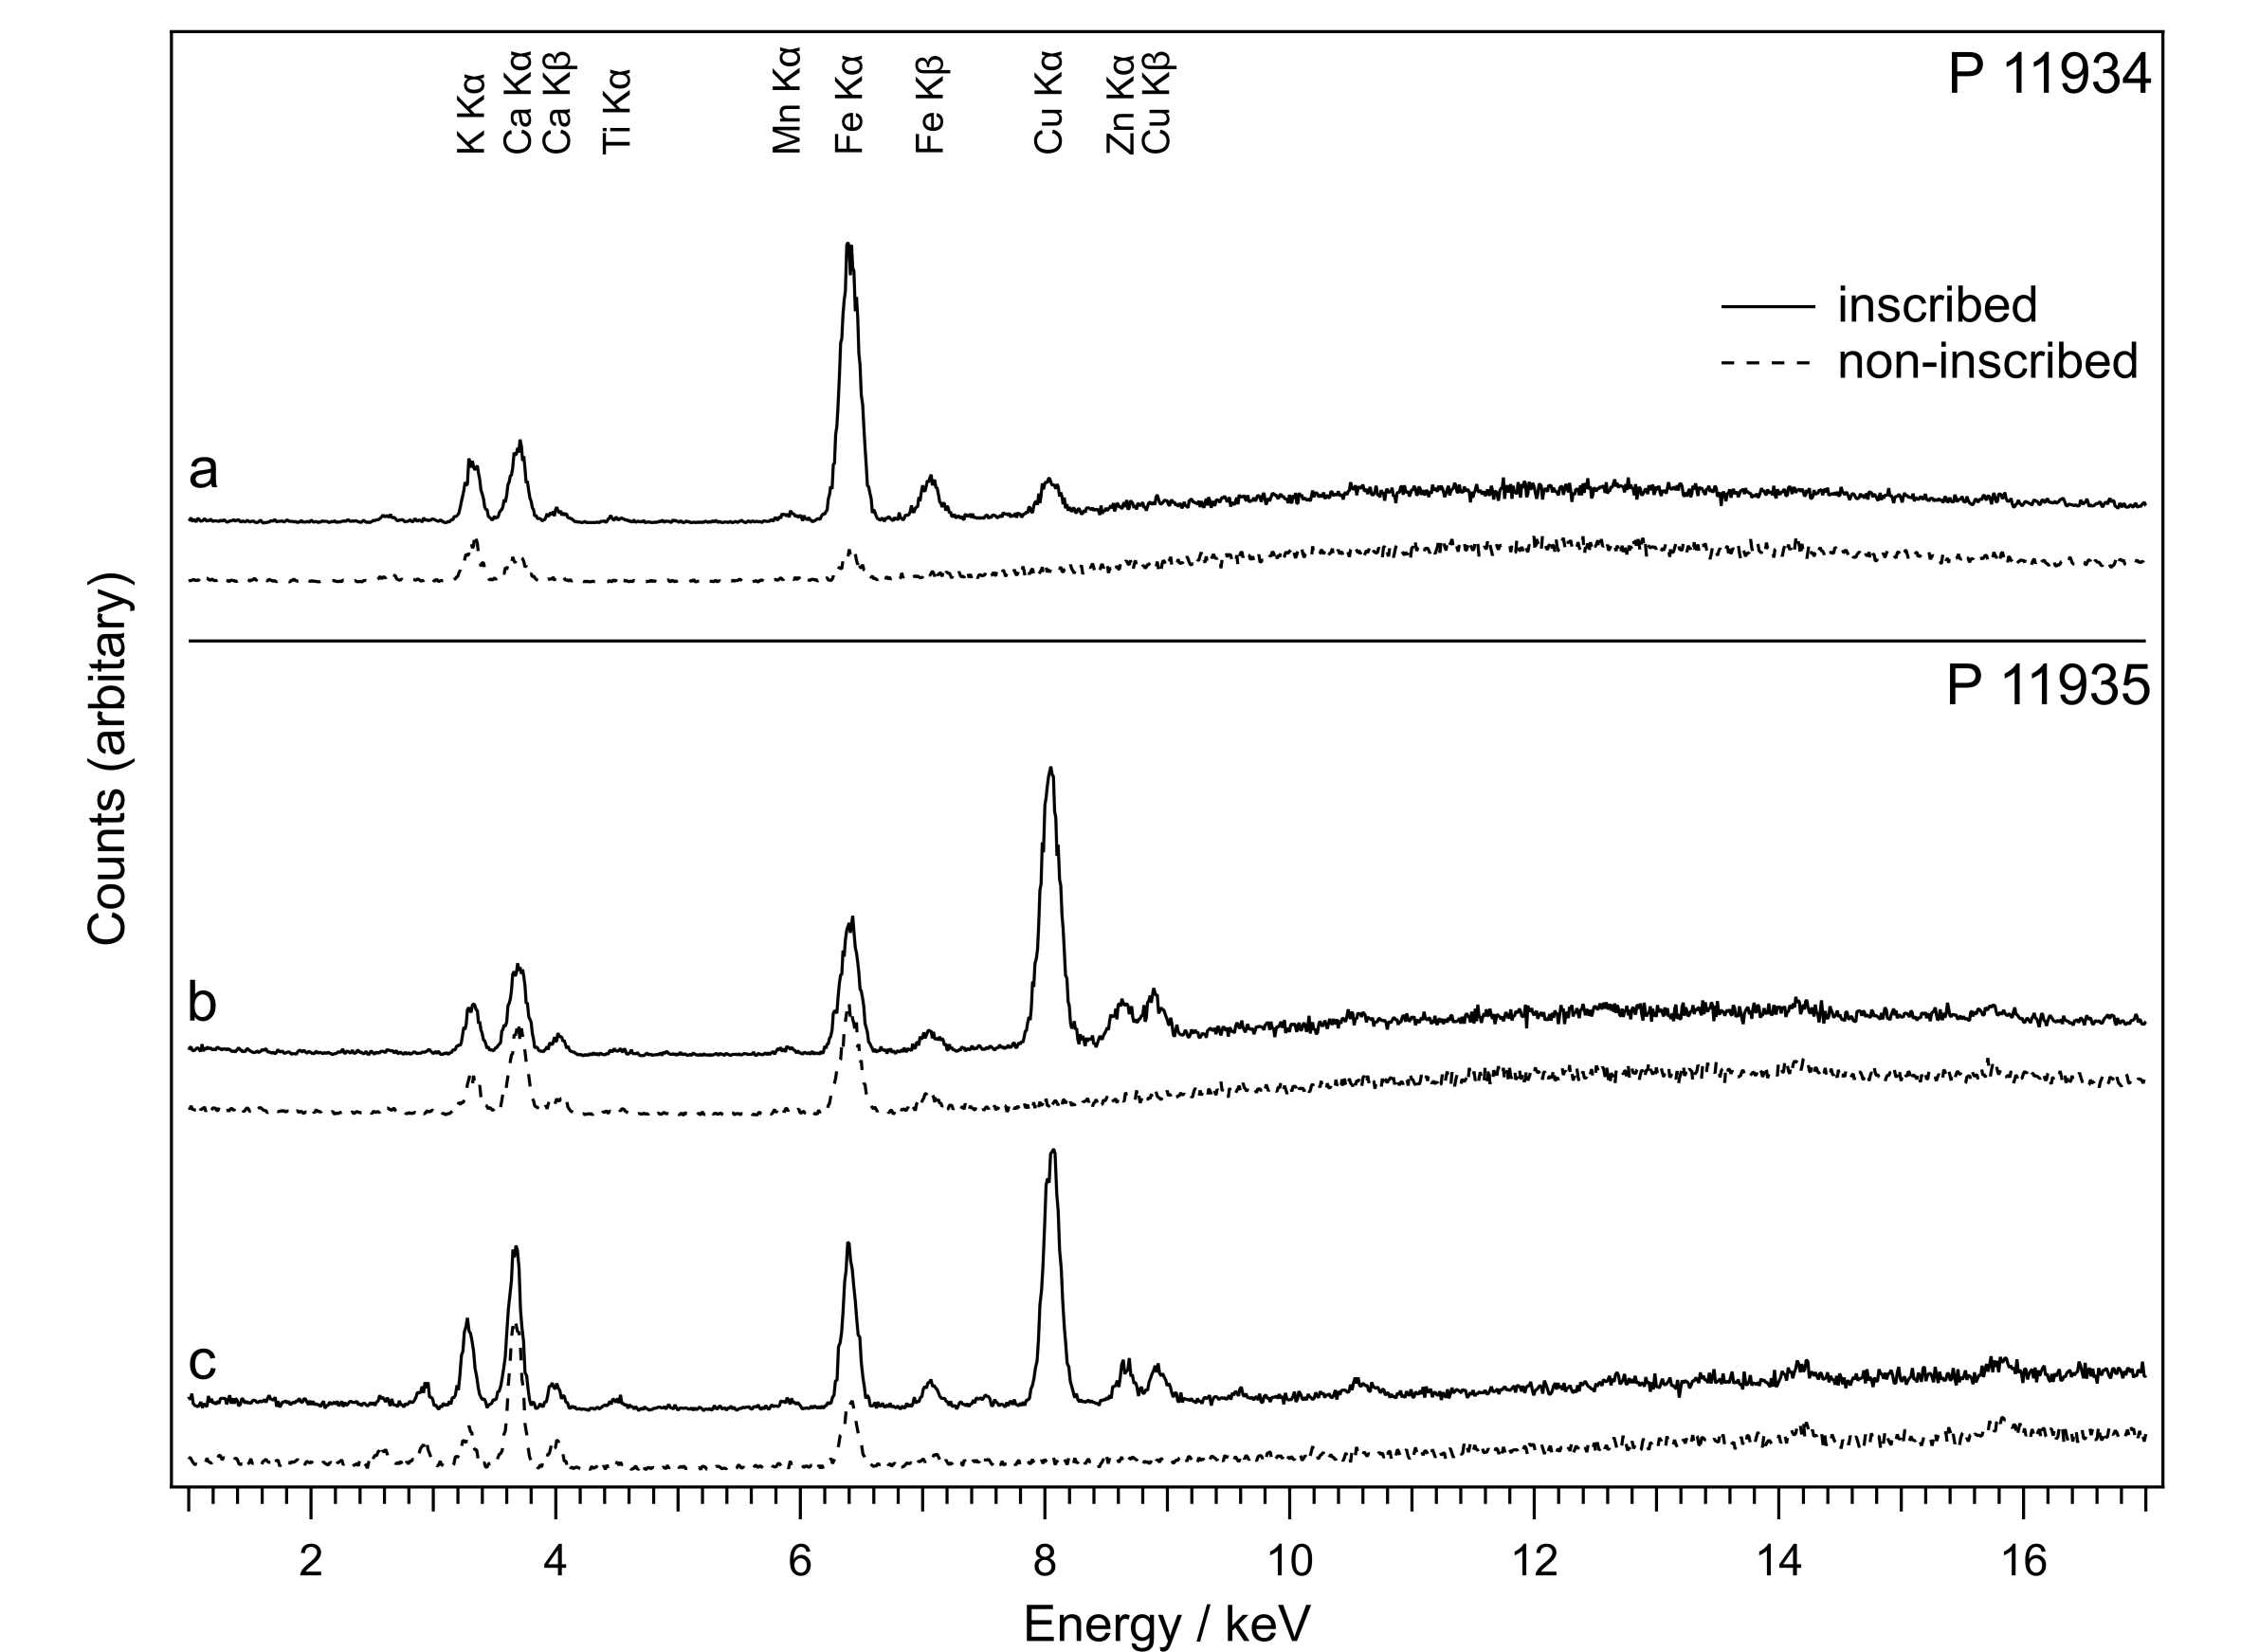 K Kα
Ca Kα
Ca Kβ
Ti Kα
Mn Kα
Fe Kα
Fe Kβ
Cu Kα
Zn Kα
Cu Kβ
P 11934
inscribed
non-inscribed
a
P 11935
b
c
Counts (arbitary)
2 4 6 8 10 12 14 16
Energy / keV